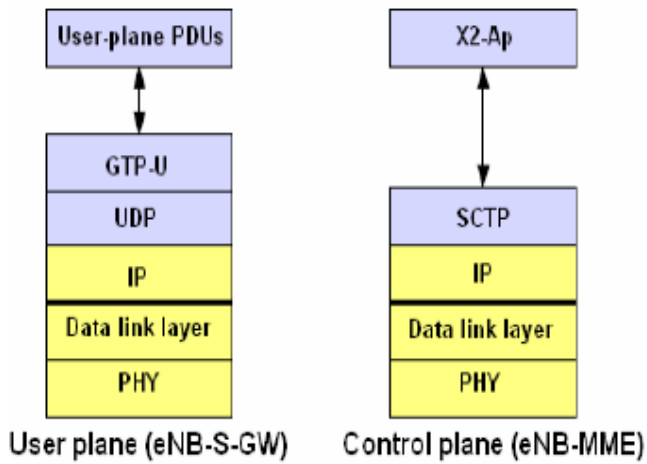 User-plane PDUs
GTP-U
UDP
IP
Data link layer
PHY
User plane (eNB-S-GW)
X2-Ap
SCTP
IP
Data link layer
PHY
Control plane (eNB-MME)